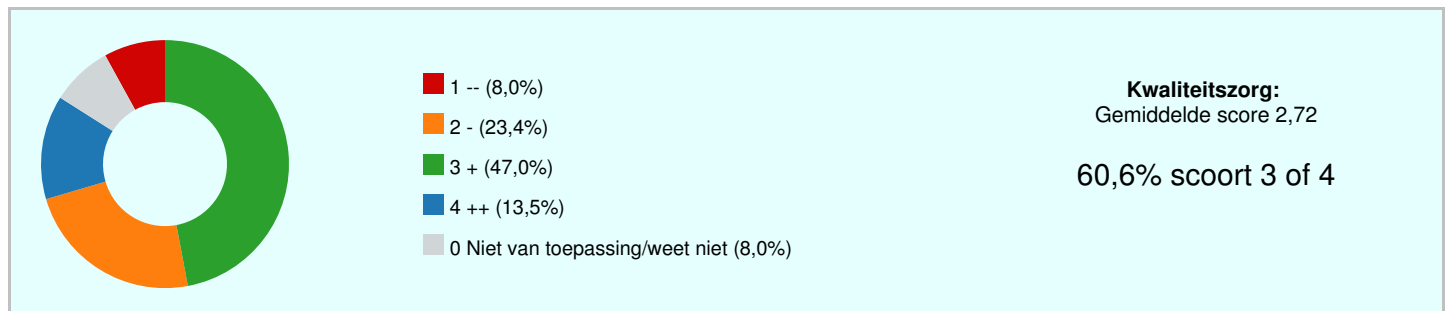 1 -- (8,0%)
2 - (23,4%)
3 + (47,0%)
4 ++ (13,5%)
0 Niet van toepassing/weet niet (8,0%)
Kwaliteitszorg:
Gemiddelde score 2,72
60,6% scoort 3 of 4